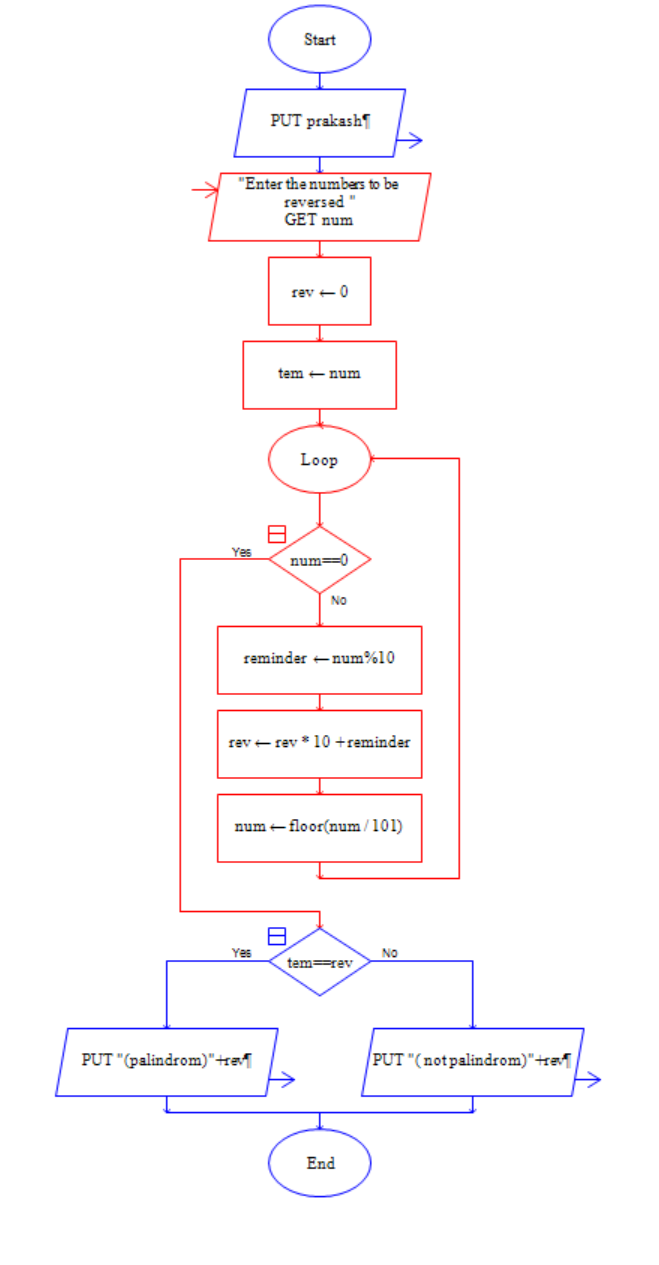 Start
PUT prakash¶
"Enter the numbers to be
reversed "
GET num
rev ← 0
tem ← num
Loop
Yes
num==0
No
reminder ← num%10
rev ← rev * 10 +reminder
num ← floor(num / 101)
Yes
tem==rev
No
PUT "(palindrom)"+rev¶
PUT "( not palindrom)"+rev¶
End